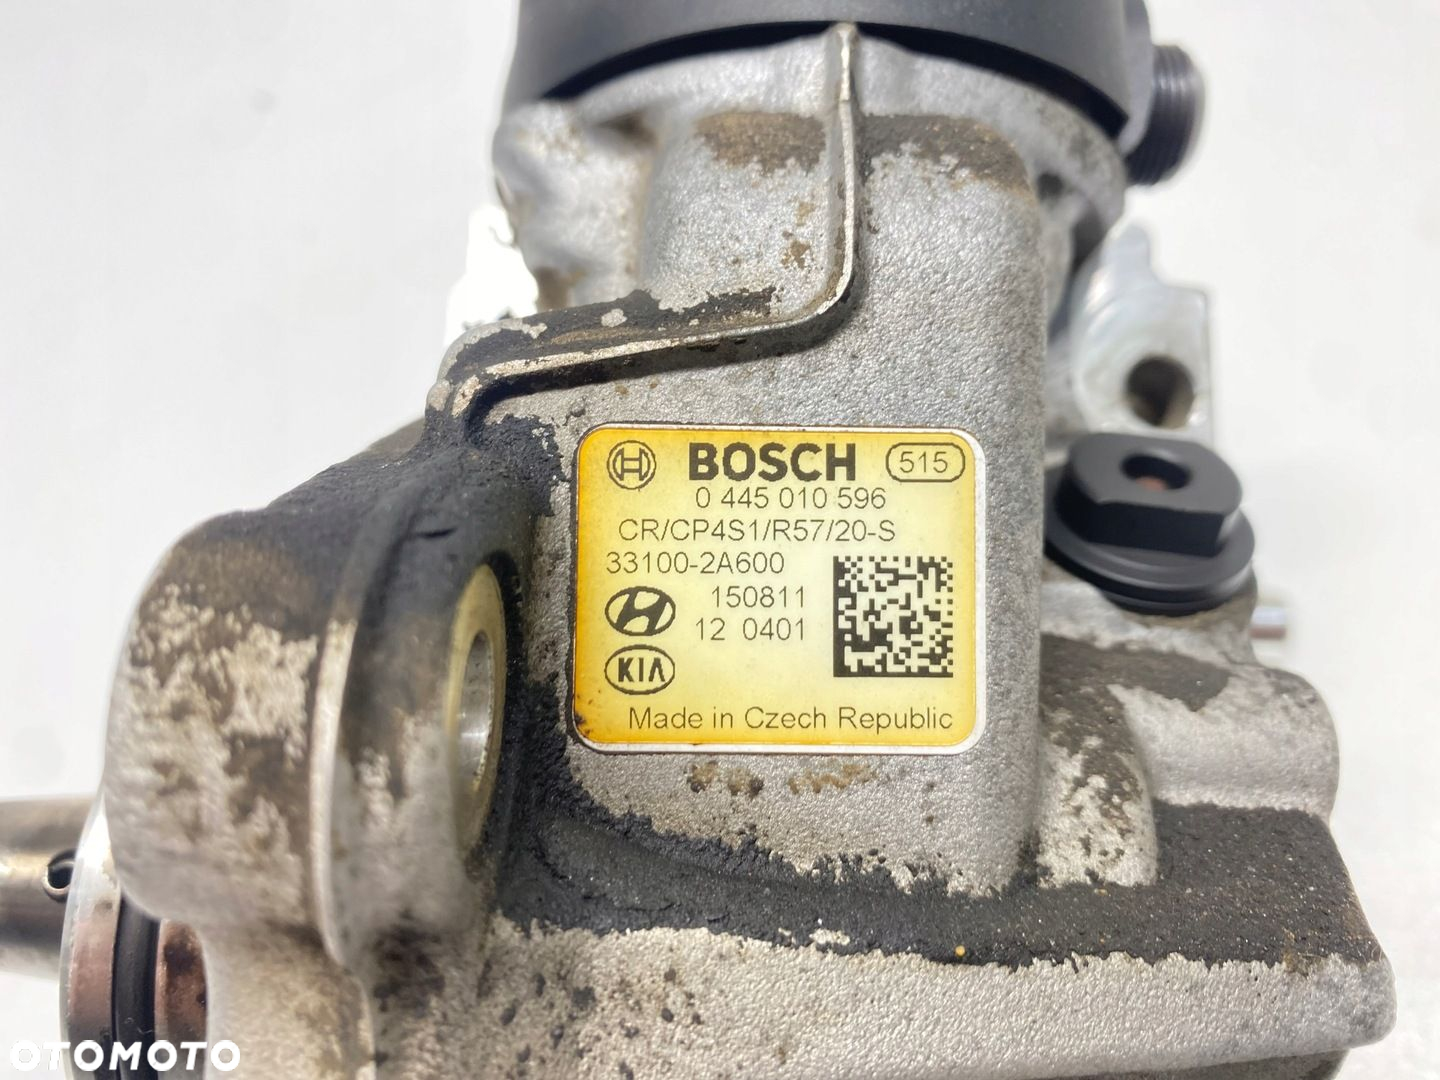 BOSCH 515
0 445 010 596
CR/CP4S1/R57/20-S
33100-2A600
150811
12 0401
KIA
Made in Czech Republic
OTOMOTO